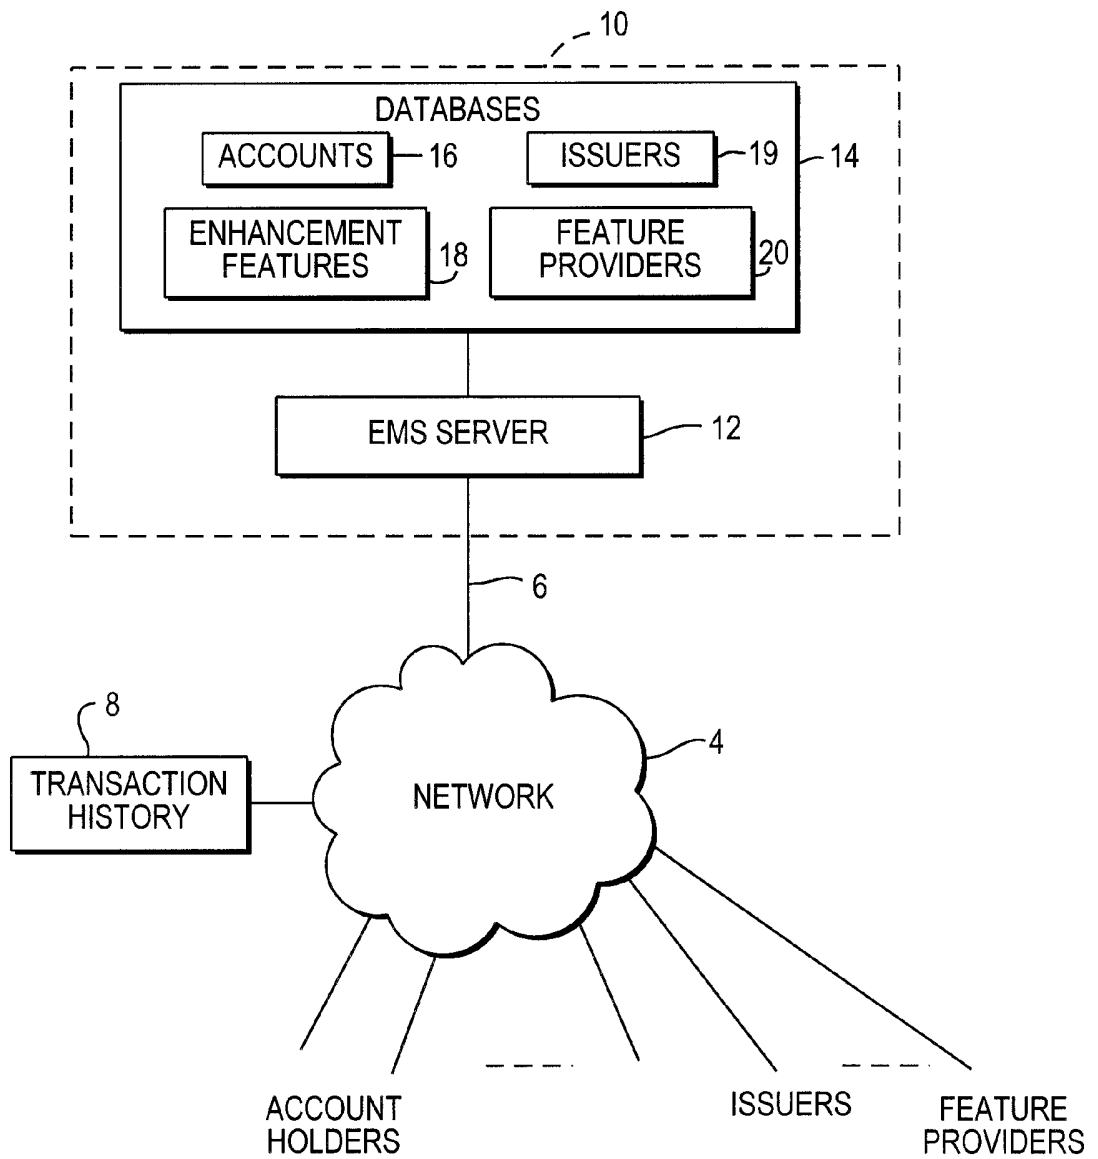 10
DATABASES
ACCOUNTS
16
ISSUERS
19
14
ENHANCEMENT
FEATURES
18
FEATURE
PROVIDERS
20
EMS SERVER
12
6
8
TRANSACTION
HISTORY
4
NETWORK
ACCOUNT
HOLDERS
ISSUERS
FEATURE
PROVIDERS